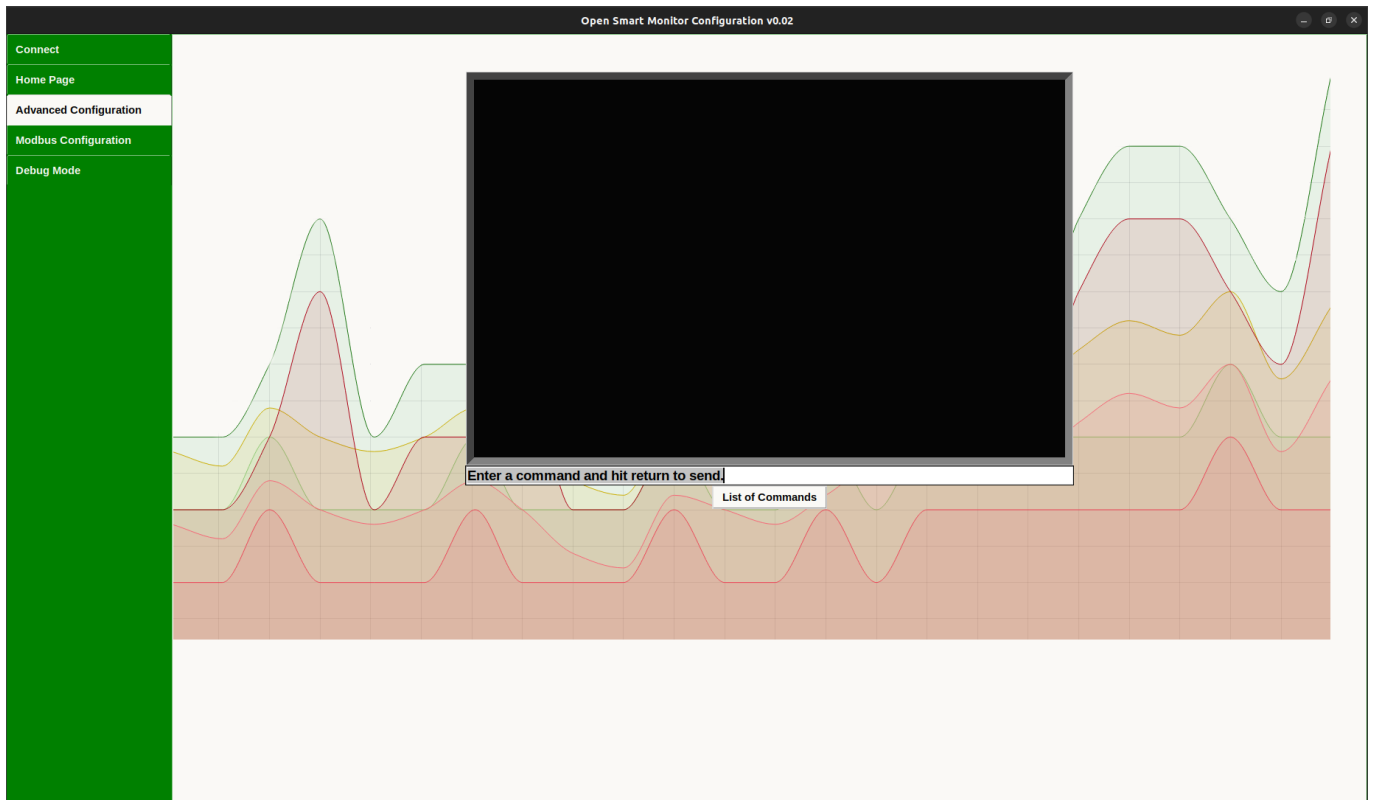 Open Smart Monitor Configuration v0.02
Connect
Home Page
Advanced Configuration
Modbus Configuration
Debug Mode
Enter a command and hit return to send.
List of Commands